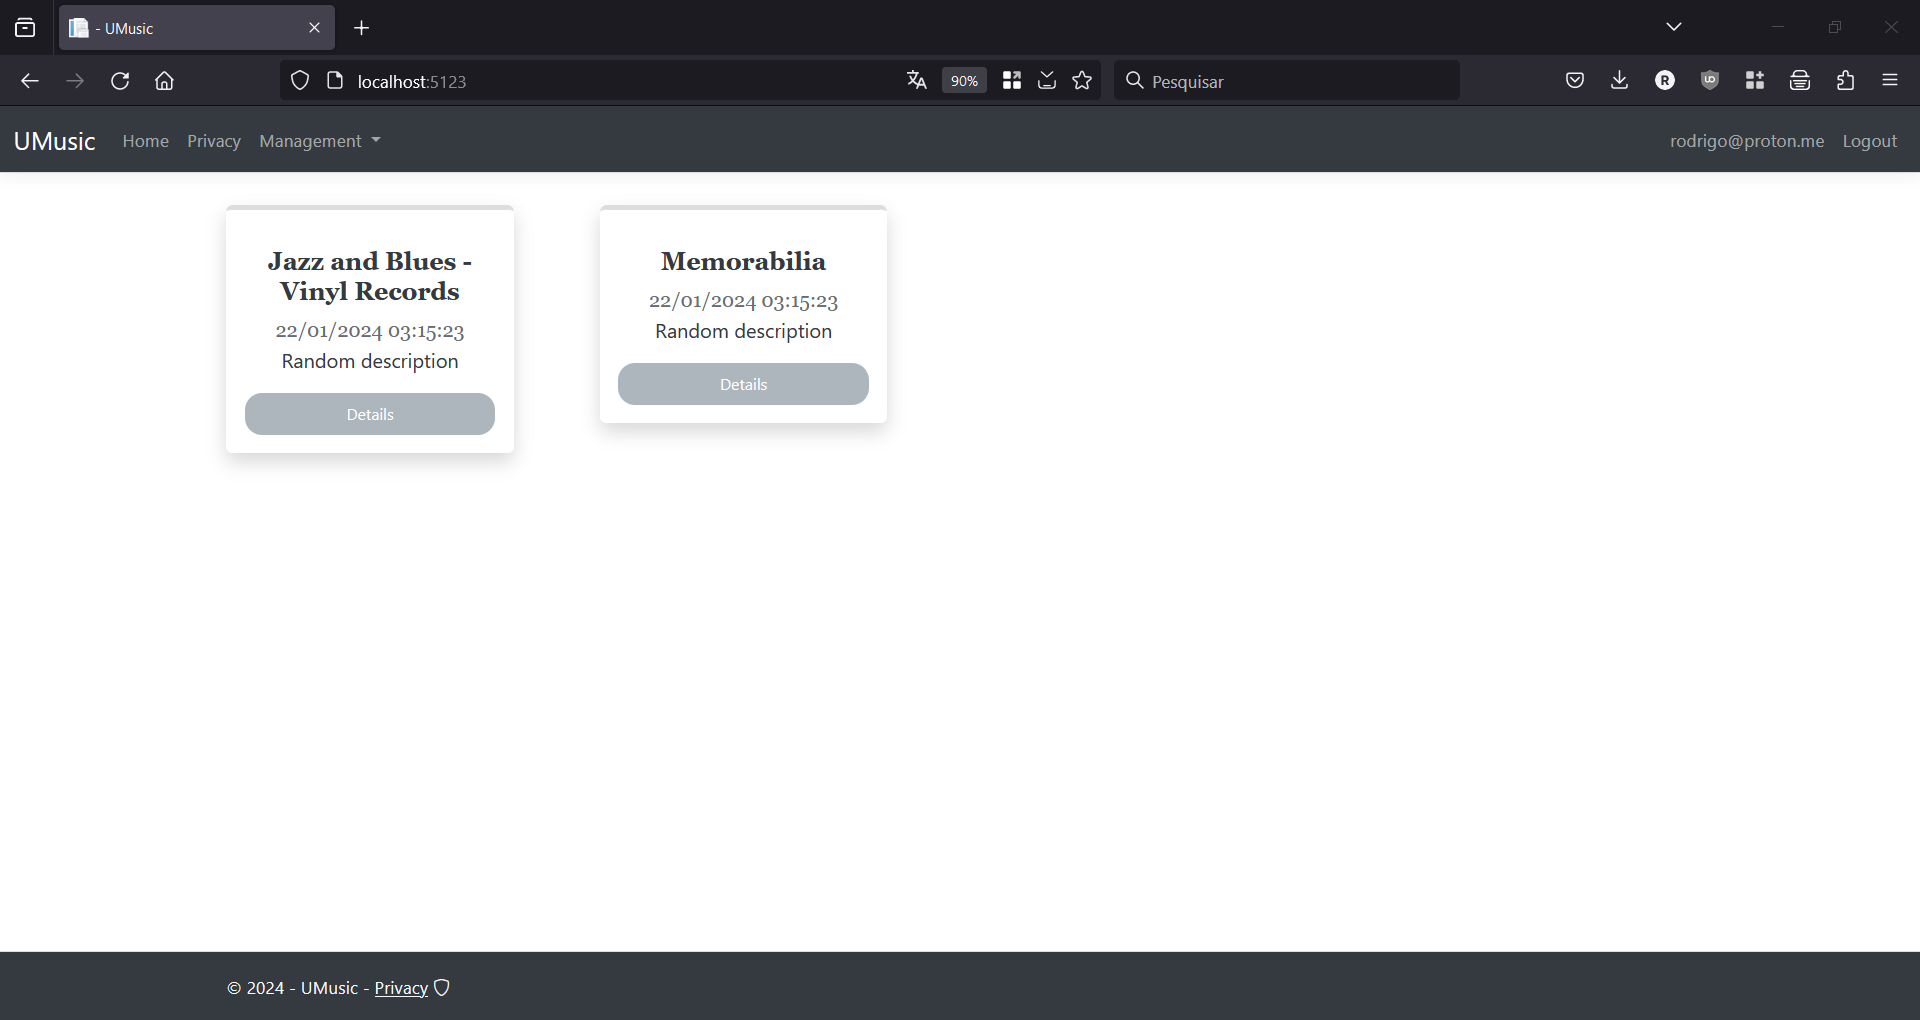 - UMusic
localhost:5123
90%
Pesquisar
R
UMusic Home Privacy Management
rodrigo@proton.me Logout
Jazz and Blues -
Vinyl Records
22/01/2024 03:15:23
Random description
Details
Memorabilia
22/01/2024 03:15:23
Random description
Details
© 2024 - UMusic - Privacy